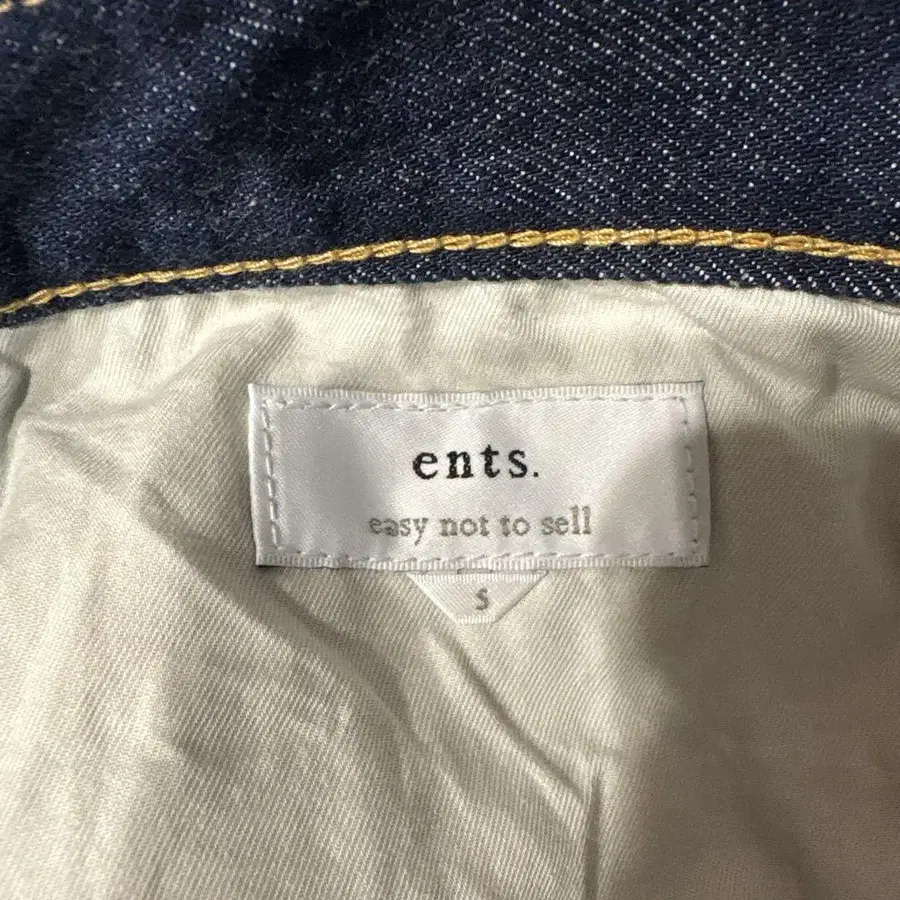 ents.
easy not to sell
S